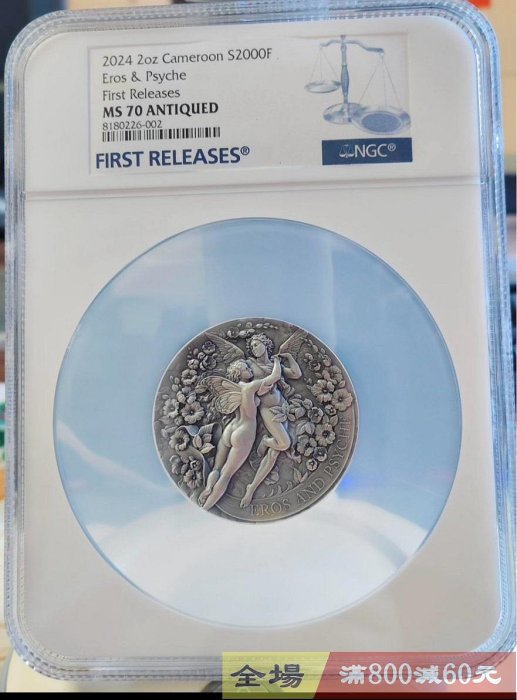 2024 2oz Cameroon S2000F
Eros & Psyche
First Releases
MS 70 ANTIQUED
8180226-002
FIRST RELEASES®
NGC®
EROS AND PSYCHE
全場 滿800減60元